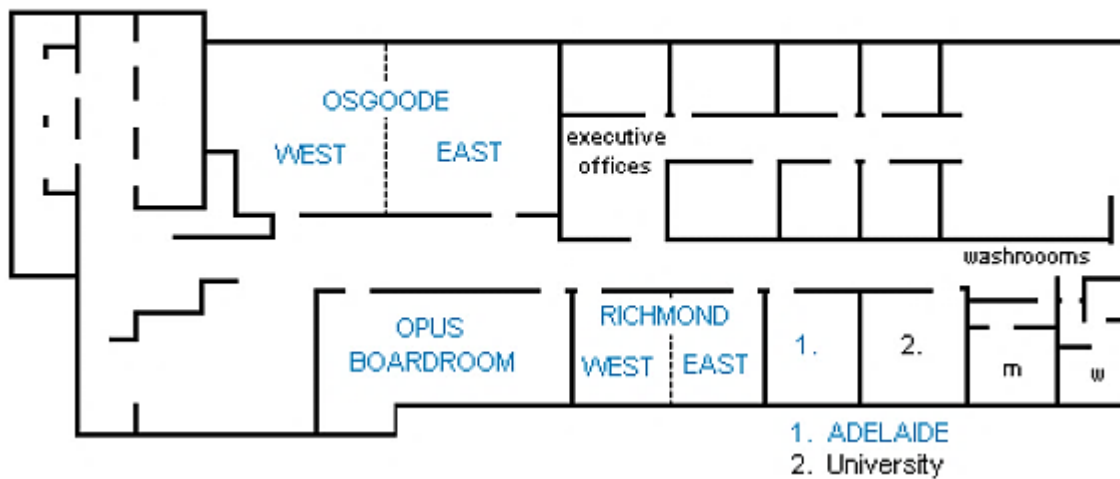 OSGOODE
WEST
EAST
executive
offices
washroooms
OPUS
BOARDROOM
RICHMOND
WEST
EAST
1.
2.
m
w
1. ADELAIDE
2. University